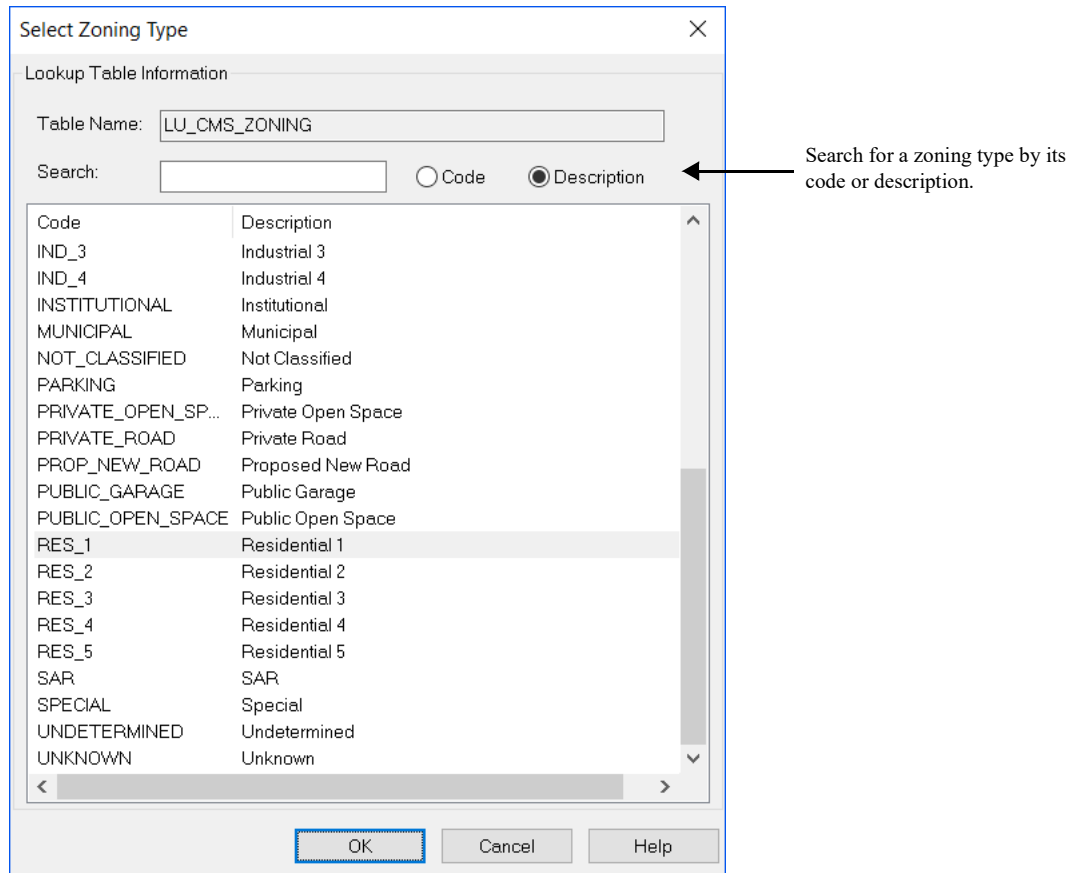 Select Zoning Type
Lookup Table Information
Table Name: LU_CMS_ZONING
Search: Code Description
Search for a zoning type by its
code or description.
Code Description
IND_3 Industrial 3
IND_4 Industrial 4
INSTITUTIONAL Institutional
MUNICIPAL Municipal
NOT_CLASSIFIED Not Classified
PARKING Parking
PRIVATE_OPEN_SP... Private Open Space
PRIVATE_ROAD Private Road
PROP_NEW_ROAD Proposed New Road
PUBLIC_GARAGE Public Garage
PUBLIC_OPEN_SPACE Public Open Space
RES_1 Residential 1
RES_2 Residential 2
RES_3 Residential 3
RES_4 Residential 4
RES_5 Residential 5
SAR SAR
SPECIAL Special
UNDETERMINED Undetermined
UNKNOWN Unknown
OK Cancel Help